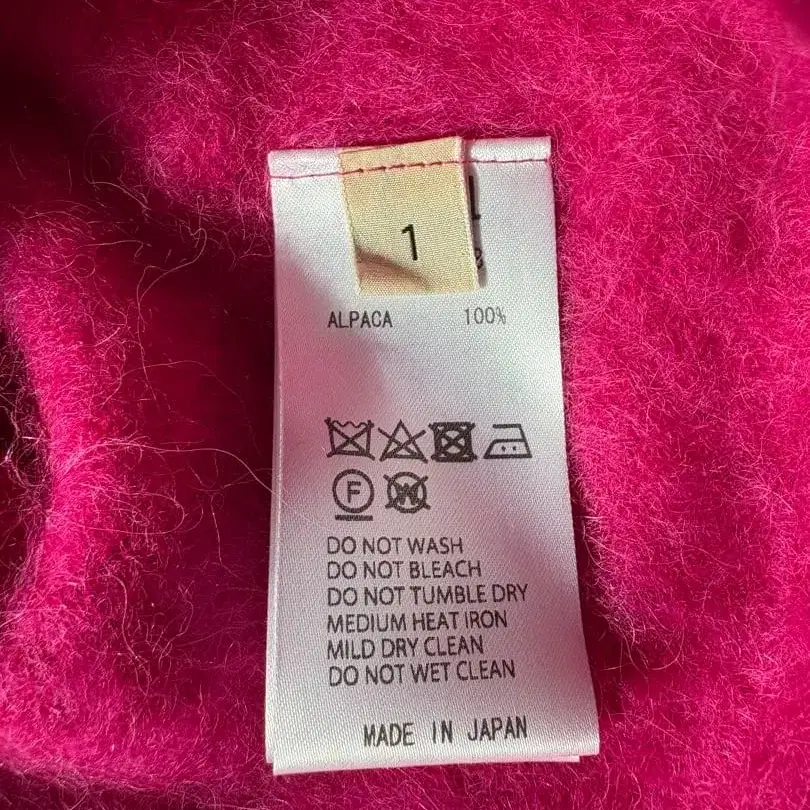 1
ALPACA 100%
F W
DO NOT WASH
DO NOT BLEACH
DO NOT TUMBLE DRY
MEDIUM HEAT IRON
MILD DRY CLEAN
DO NOT WET CLEAN
MADE IN JAPAN